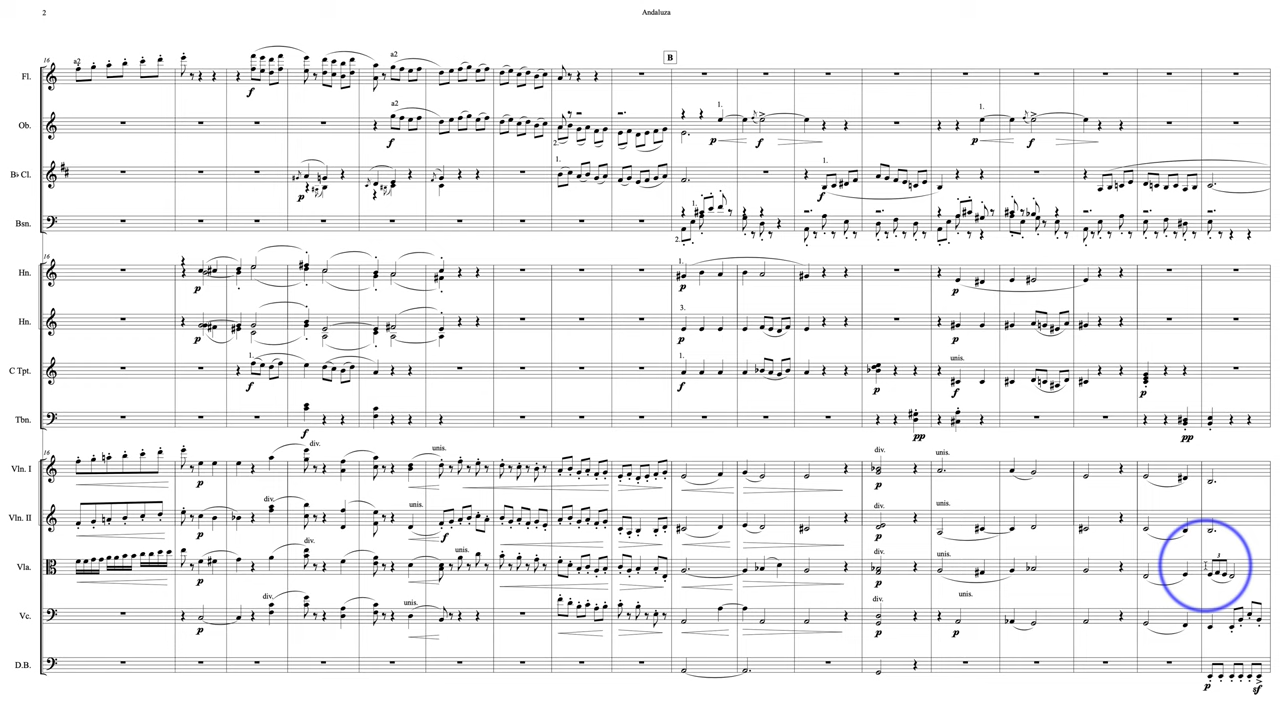 2 Andaluza
B
16 a2 a2
Fl.
f
a2 1. 1.
Ob.
f 2. p f p f
1. 1.
B♭ Cl.
p f
1.
Bsn.
2.
16 1.
Hn.
p p p
3.
Hn.
p
1. 1. unis.
C Tpt.
f f p f p
Tbn.
f pp pp
16 div. unis. div. unis.
Vln. I
p p
div. unis. div. unis.
Vln. II
p f p
div. unis. div. unis. 3
Vla.
p p
div. unis. div. unis.
Vc.
p p p
D.B.
p sf